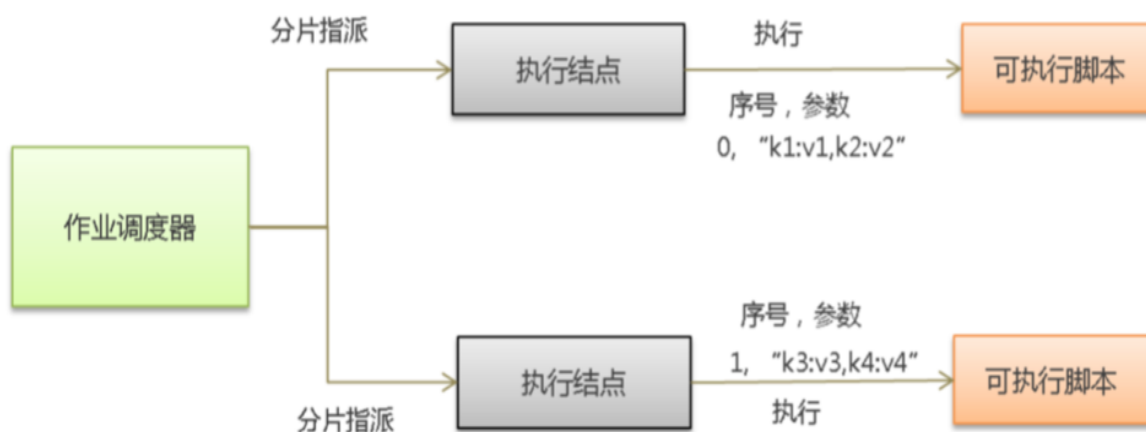 分片指派
执行结点
执行
可执行脚本
序号，参数
0, “k1:v1,k2:v2”
作业调度器
序号，参数
1, “k3:v3,k4:v4”
执行结点
可执行脚本
执行
分片指派